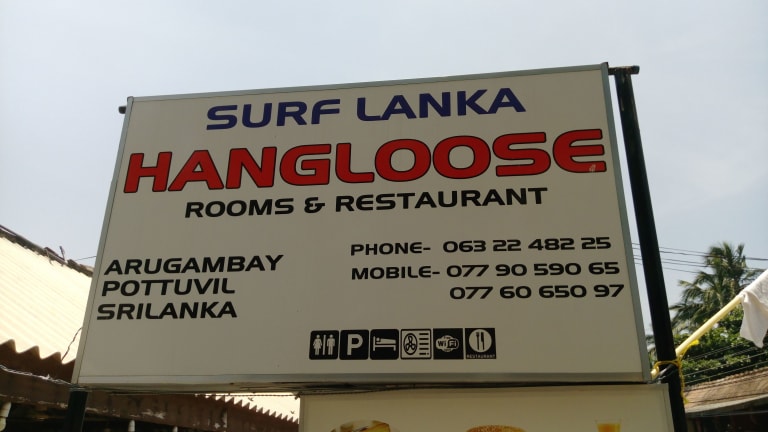 SURF LANKA
HANGLOOSE
ROOMS & RESTAURANT
ARUGAMBAY
POTTUVIL
SRILANKA
PHONE- 063 22 482 25
MOBILE- 077 90 590 65
077 60 650 97
P
WiFi
RESTAURANT